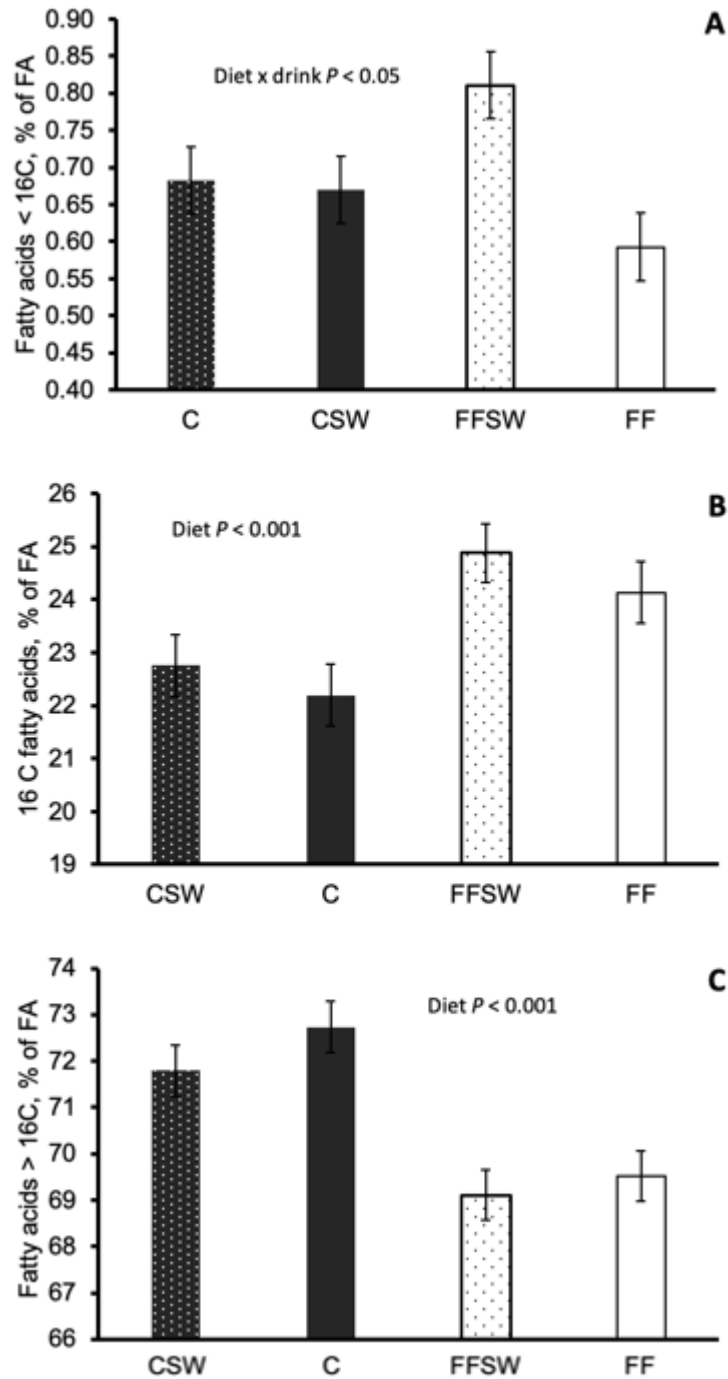 A
Diet x drink P < 0.05
Fatty acids < 16C, % of FA
0.90
0.85
0.80
0.75
0.70
0.65
0.60
0.55
0.50
0.45
0.40
C CSW FFSW FF
B
Diet P < 0.001
16 C fatty acids, % of FA
26
25
24
23
22
21
20
19
CSW C FFSW FF
C
Diet P < 0.001
Fatty acids > 16C, % of FA
74
73
72
71
70
69
68
67
66
CSW C FFSW FF